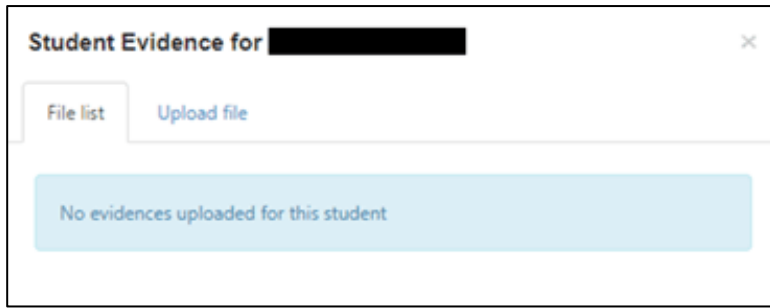 Student Evidence for
File list
Upload file
No evidences uploaded for this student